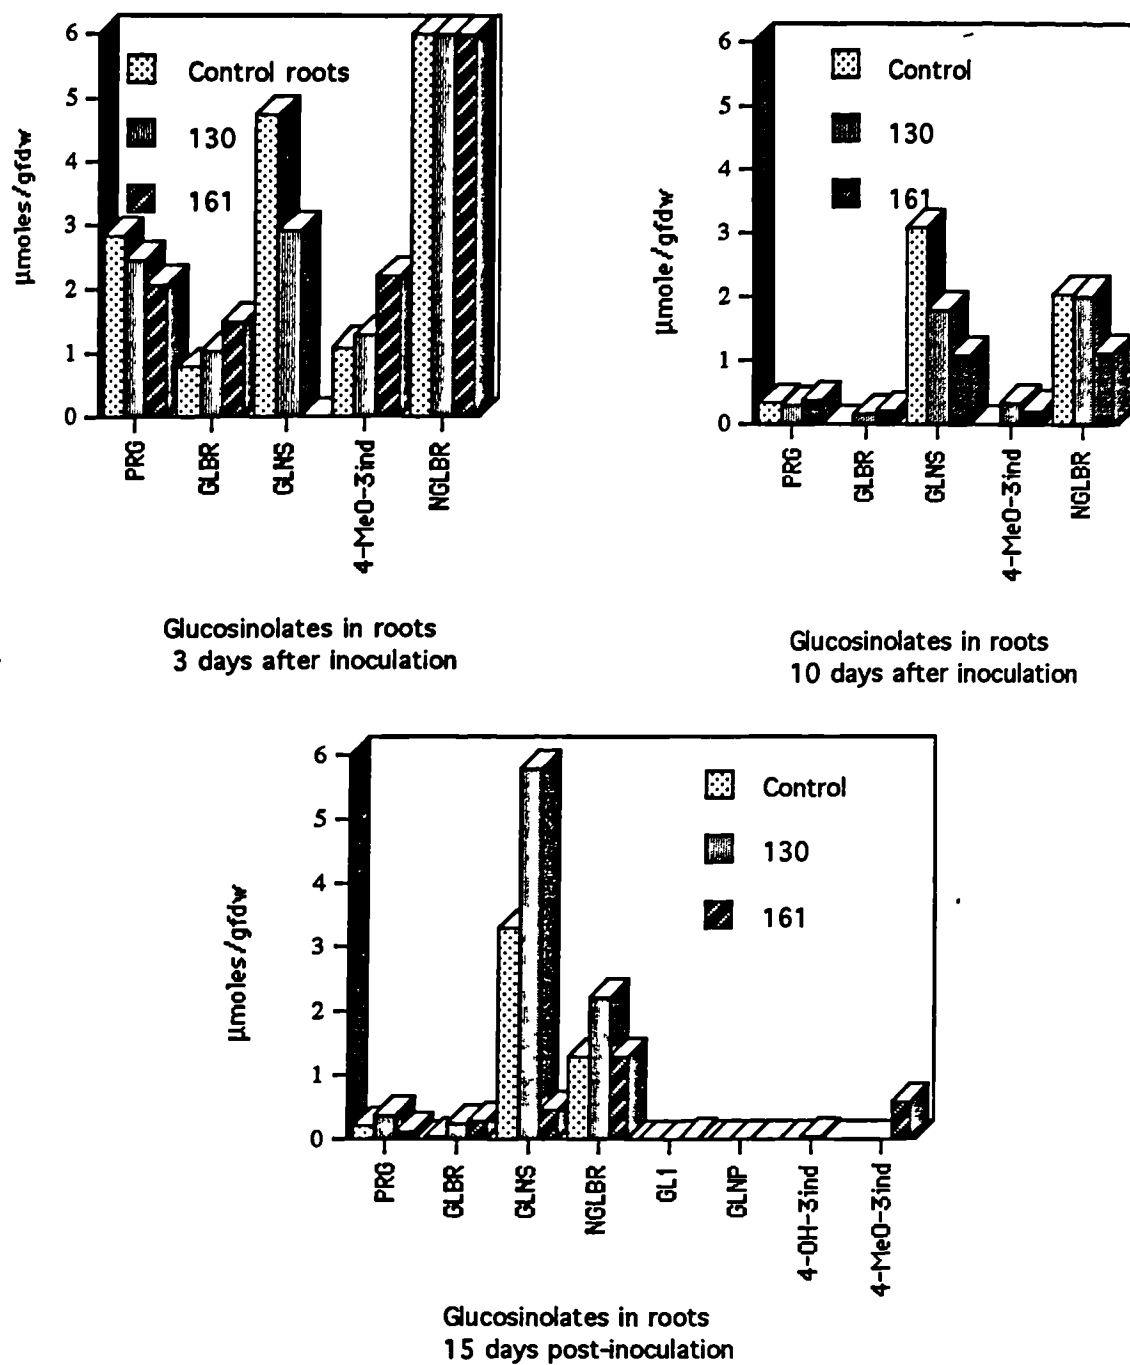 6
5
4
3
2
1
0
µmoles/gfdw
Control roots
130
161
PRG
GLBR
GLNS
4-MeO-3ind
NGLBR
Glucosinolates in roots
3 days after inoculation
6
5
4
3
2
1
0
µmole/gfdw
Control
130
161
PRG
GLBR
GLNS
4-MeO-3ind
NGLBR
Glucosinolates in roots
10 days after inoculation
6
5
4
3
2
1
0
µmoles/gfdw
Control
130
161
PRG
GLBR
GLNS
NGLBR
GL1
GLNP
4-OH-3ind
4-MeO-3ind
Glucosinolates in roots
15 days post-inoculation